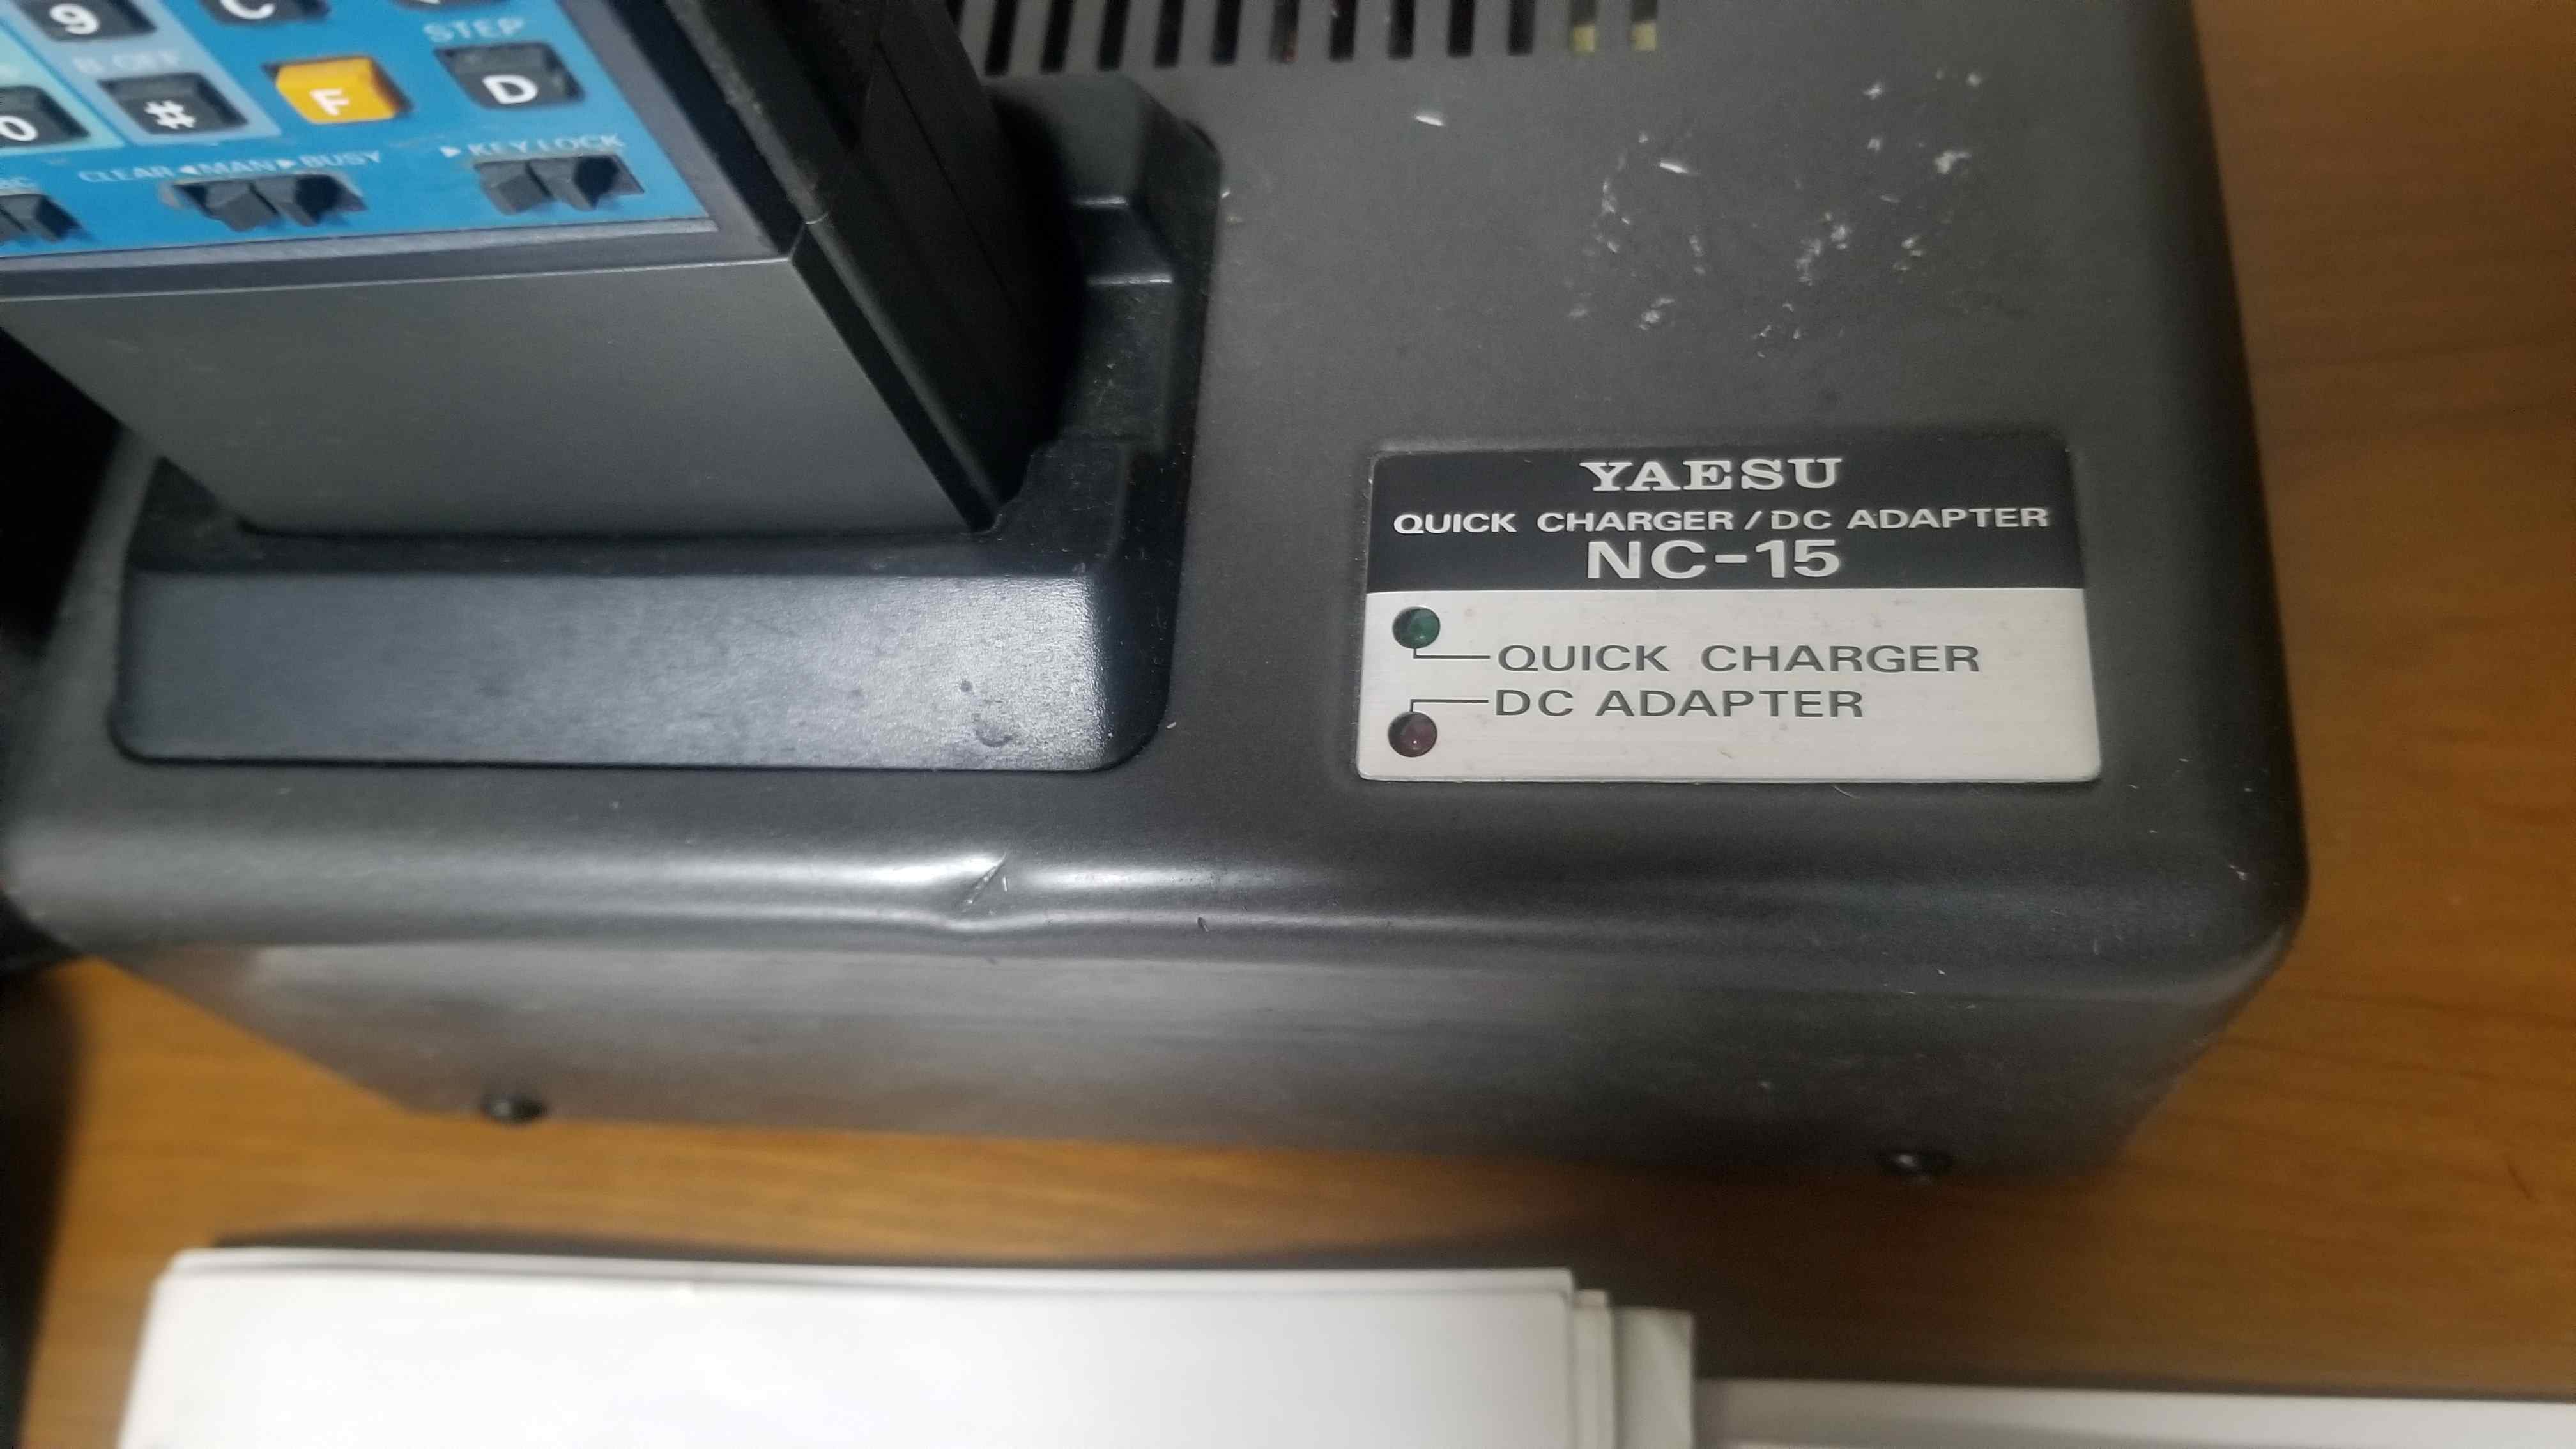 9
C
STEP
0
#
F
D
CLEAR ◀MAN▶BUSY
▶KEY LOCK
YAESU
QUICK CHARGER / DC ADAPTER
NC-15
QUICK CHARGER
DC ADAPTER